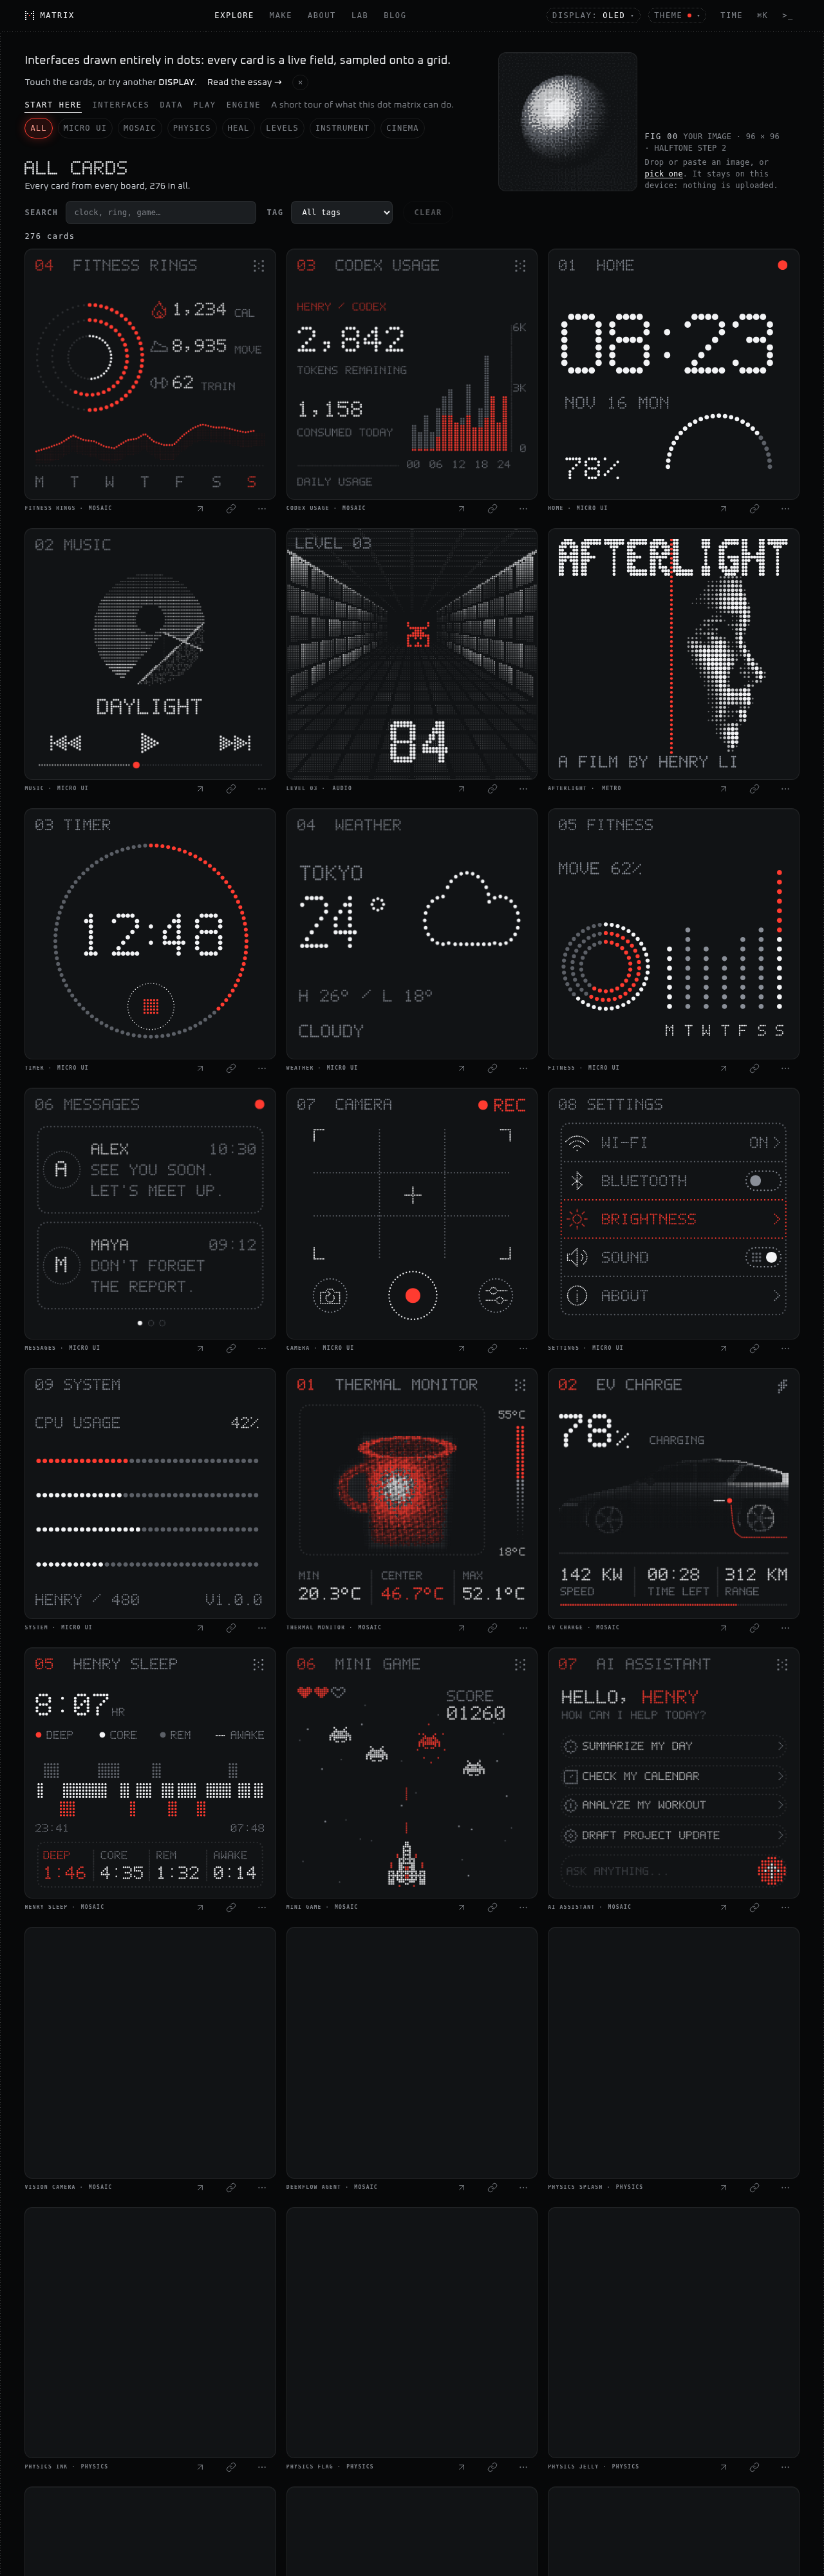 MATRIX
EXPLORE MAKE ABOUT LAB BLOG
DISPLAY: OLED
THEME
TIME ⌘K >_
Interfaces drawn entirely in dots: every card is a live field, sampled onto a grid.
Touch the cards, or try another DISPLAY. Read the essay → ×
START HERE INTERFACES DATA PLAY ENGINE A short tour of what this dot matrix can do.
ALL MICRO UI MOSAIC PHYSICS HEAL LEVELS INSTRUMENT CINEMA
FIG 00 YOUR IMAGE · 96 × 96
· HALFTONE STEP 2
Drop or paste an image, or
pick one. It stays on this
device: nothing is uploaded.
ALL CARDS
Every card from every board, 276 in all.
SEARCH clock, ring, game… TAG All tags CLEAR
276 cards
04 FITNESS RINGS
1,234 CAL
8,935 MOVE
62 TRAIN
M T W T F S S
FITNESS RINGS · MOSAIC
03 CODEX USAGE
HENRY / CODEX
2,842
TOKENS REMAINING
1,158
CONSUMED TODAY
DAILY USAGE
6K
3K
0
00 06 12 18 24
CODEX USAGE · MOSAIC
01 HOME
08:23
NOV 16 MON
78%
HOME · MICRO UI
02 MUSIC
DAYLIGHT
MUSIC · MICRO UI
LEVEL 03
84
LEVEL 03 · AUDIO
AFTERLIGHT
A FILM BY HENRY LI
AFTERLIGHT · METRO
03 TIMER
12:48
TIMER · MICRO UI
04 WEATHER
TOKYO
24°
H 26° / L 18°
CLOUDY
WEATHER · MICRO UI
05 FITNESS
MOVE 62%
M T W T F S S
FITNESS · MICRO UI
06 MESSAGES
A
ALEX 10:30
SEE YOU SOON.
LET'S MEET UP.
M
MAYA 09:12
DON'T FORGET
THE REPORT.
MESSAGES · MICRO UI
07 CAMERA REC
CAMERA · MICRO UI
08 SETTINGS
WI-FI ON >
BLUETOOTH
BRIGHTNESS >
SOUND
ABOUT >
SETTINGS · MICRO UI
09 SYSTEM
CPU USAGE 42%
HENRY / 480 V1.0.0
SYSTEM · MICRO UI
01 THERMAL MONITOR
55°C
18°C
MIN CENTER MAX
20.3°C 46.7°C 52.1°C
THERMAL MONITOR · MOSAIC
02 EV CHARGE
78% CHARGING
142 KW 00:28 312 KM
SPEED TIME LEFT RANGE
EV CHARGE · MOSAIC
05 HENRY SLEEP
8:07 HR
DEEP CORE REM AWAKE
23:41 07:48
DEEP CORE REM AWAKE
1:46 4:35 1:32 0:14
HENRY SLEEP · MOSAIC
06 MINI GAME
SCORE
01260
MINI GAME · MOSAIC
07 AI ASSISTANT
HELLO, HENRY
HOW CAN I HELP TODAY?
SUMMARIZE MY DAY >
CHECK MY CALENDAR >
ANALYZE MY WORKOUT >
DRAFT PROJECT UPDATE >
ASK ANYTHING...
AI ASSISTANT · MOSAIC
VISION CAMERA · MOSAIC
DEERFLOW AGENT · MOSAIC
PHYSICS SPLASH · PHYSICS
PHYSICS INK · PHYSICS
PHYSICS FLAG · PHYSICS
PHYSICS JELLY · PHYSICS